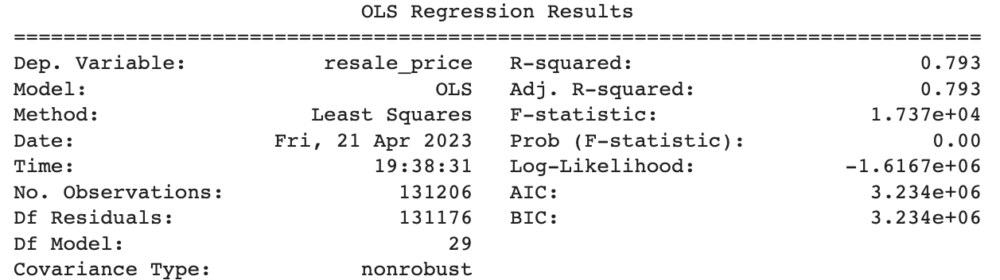 OLS Regression Results
==============================================================================
Dep. Variable: resale_price R-squared: 0.793
Model: OLS Adj. R-squared: 0.793
Method: Least Squares F-statistic: 1.737e+04
Date: Fri, 21 Apr 2023 Prob (F-statistic): 0.00
Time: 19:38:31 Log-Likelihood: -1.6167e+06
No. Observations: 131206 AIC: 3.234e+06
Df Residuals: 131176 BIC: 3.234e+06
Df Model: 29
Covariance Type: nonrobust